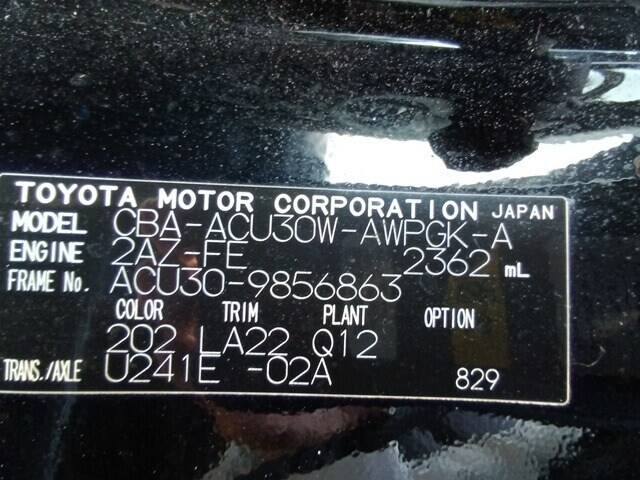 TOYOTA MOTOR CORPORATION JAPAN
MODEL CBA-ACU30W-AWPGK-A
ENGINE 2AZ-FE 2362 mL
FRAME No. ACU30-9856863
COLOR TRIM PLANT OPTION
202 LA22 Q12
TRANS./AXLE U241E -02A 829